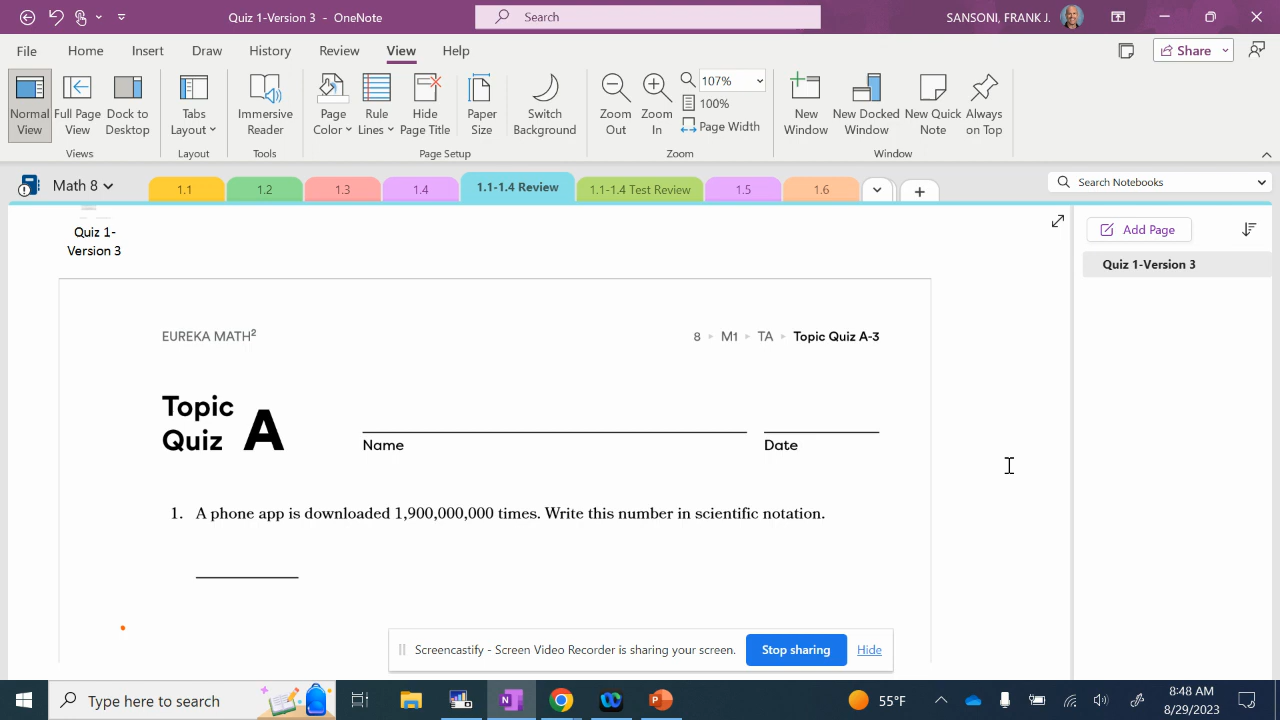 Quiz 1-Version 3 - OneNote
Search
SANSONI, FRANK J.
File
Home
Insert
Draw
History
Review
View
Help
Share
Normal View
Full Page View
Dock to Desktop
Views
Tabs Layout
Layout
Immersive Reader
Tools
Page Color
Rule Lines
Hide Page Title
Paper Size
Page Setup
Switch Background
Zoom Out
Zoom In
107%
100%
Page Width
Zoom
New Window
New Docked Window
New Quick Note
Always on Top
Window
Math 8
1.1
1.2
1.3
1.4
1.1-1.4 Review
1.1-1.4 Test Review
1.5
1.6
Search Notebooks
Quiz 1-
Version 3
Add Page
Quiz 1-Version 3
EUREKA MATH²
8 ▸ M1 ▸ TA ▸ Topic Quiz A-3
Topic
Quiz A
Name
Date
1. A phone app is downloaded 1,900,000,000 times. Write this number in scientific notation.
Screencastify - Screen Video Recorder is sharing your screen.
Stop sharing
Hide
Type here to search
55°F
8:48 AM
8/29/2023